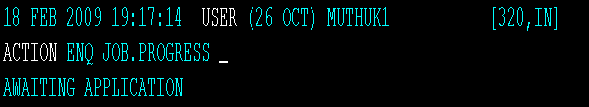 18 FEB 2009 19:17:14 USER (26 OCT) MUTHUK1 [320,IN]
ACTION ENQ JOB.PROGRESS _
AWAITING APPLICATION